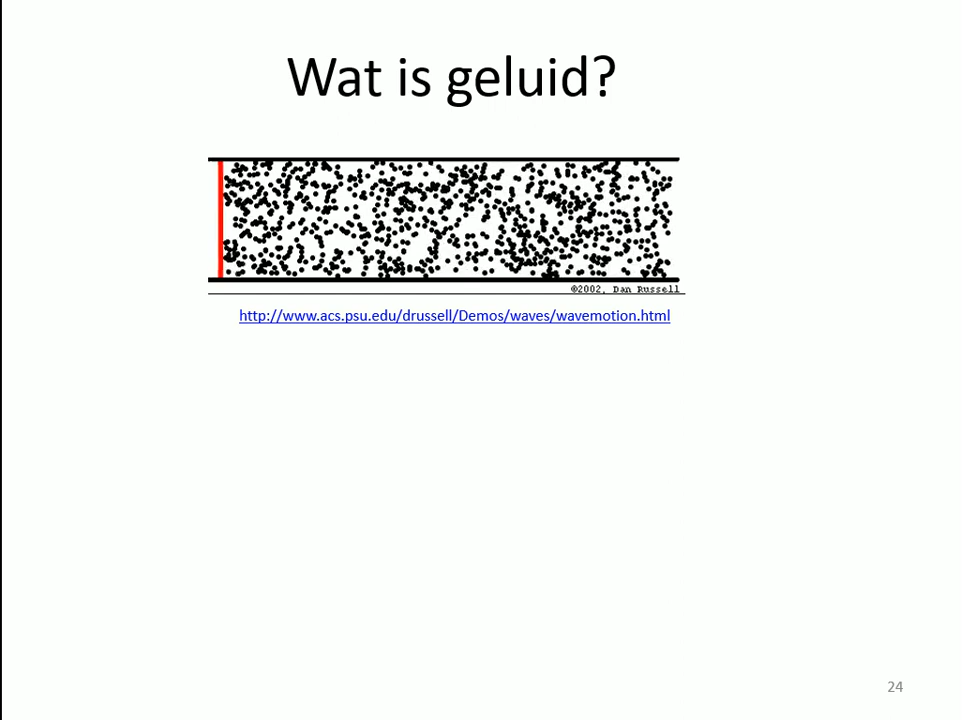 Wat is geluid?
©2002, Dan Russell
http://www.acs.psu.edu/drussell/Demos/waves/wavemotion.html
24